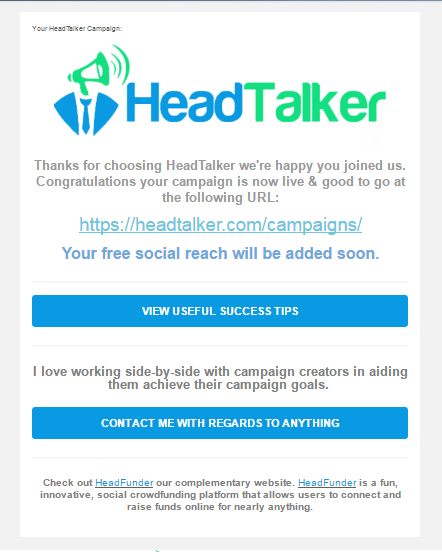 Your HeadTalker Campaign:
HeadTalker
Thanks for choosing HeadTalker we're happy you joined us.
Congratulations your campaign is now live & good to go at
the following URL:
https://headtalker.com/campaigns/
Your free social reach will be added soon.
VIEW USEFUL SUCCESS TIPS
I love working side-by-side with campaign creators in aiding
them achieve their campaign goals.
CONTACT ME WITH REGARDS TO ANYTHING
Check out HeadFunder our complementary website. HeadFunder is a fun,
innovative, social crowdfunding platform that allows users to connect and
raise funds online for nearly anything.